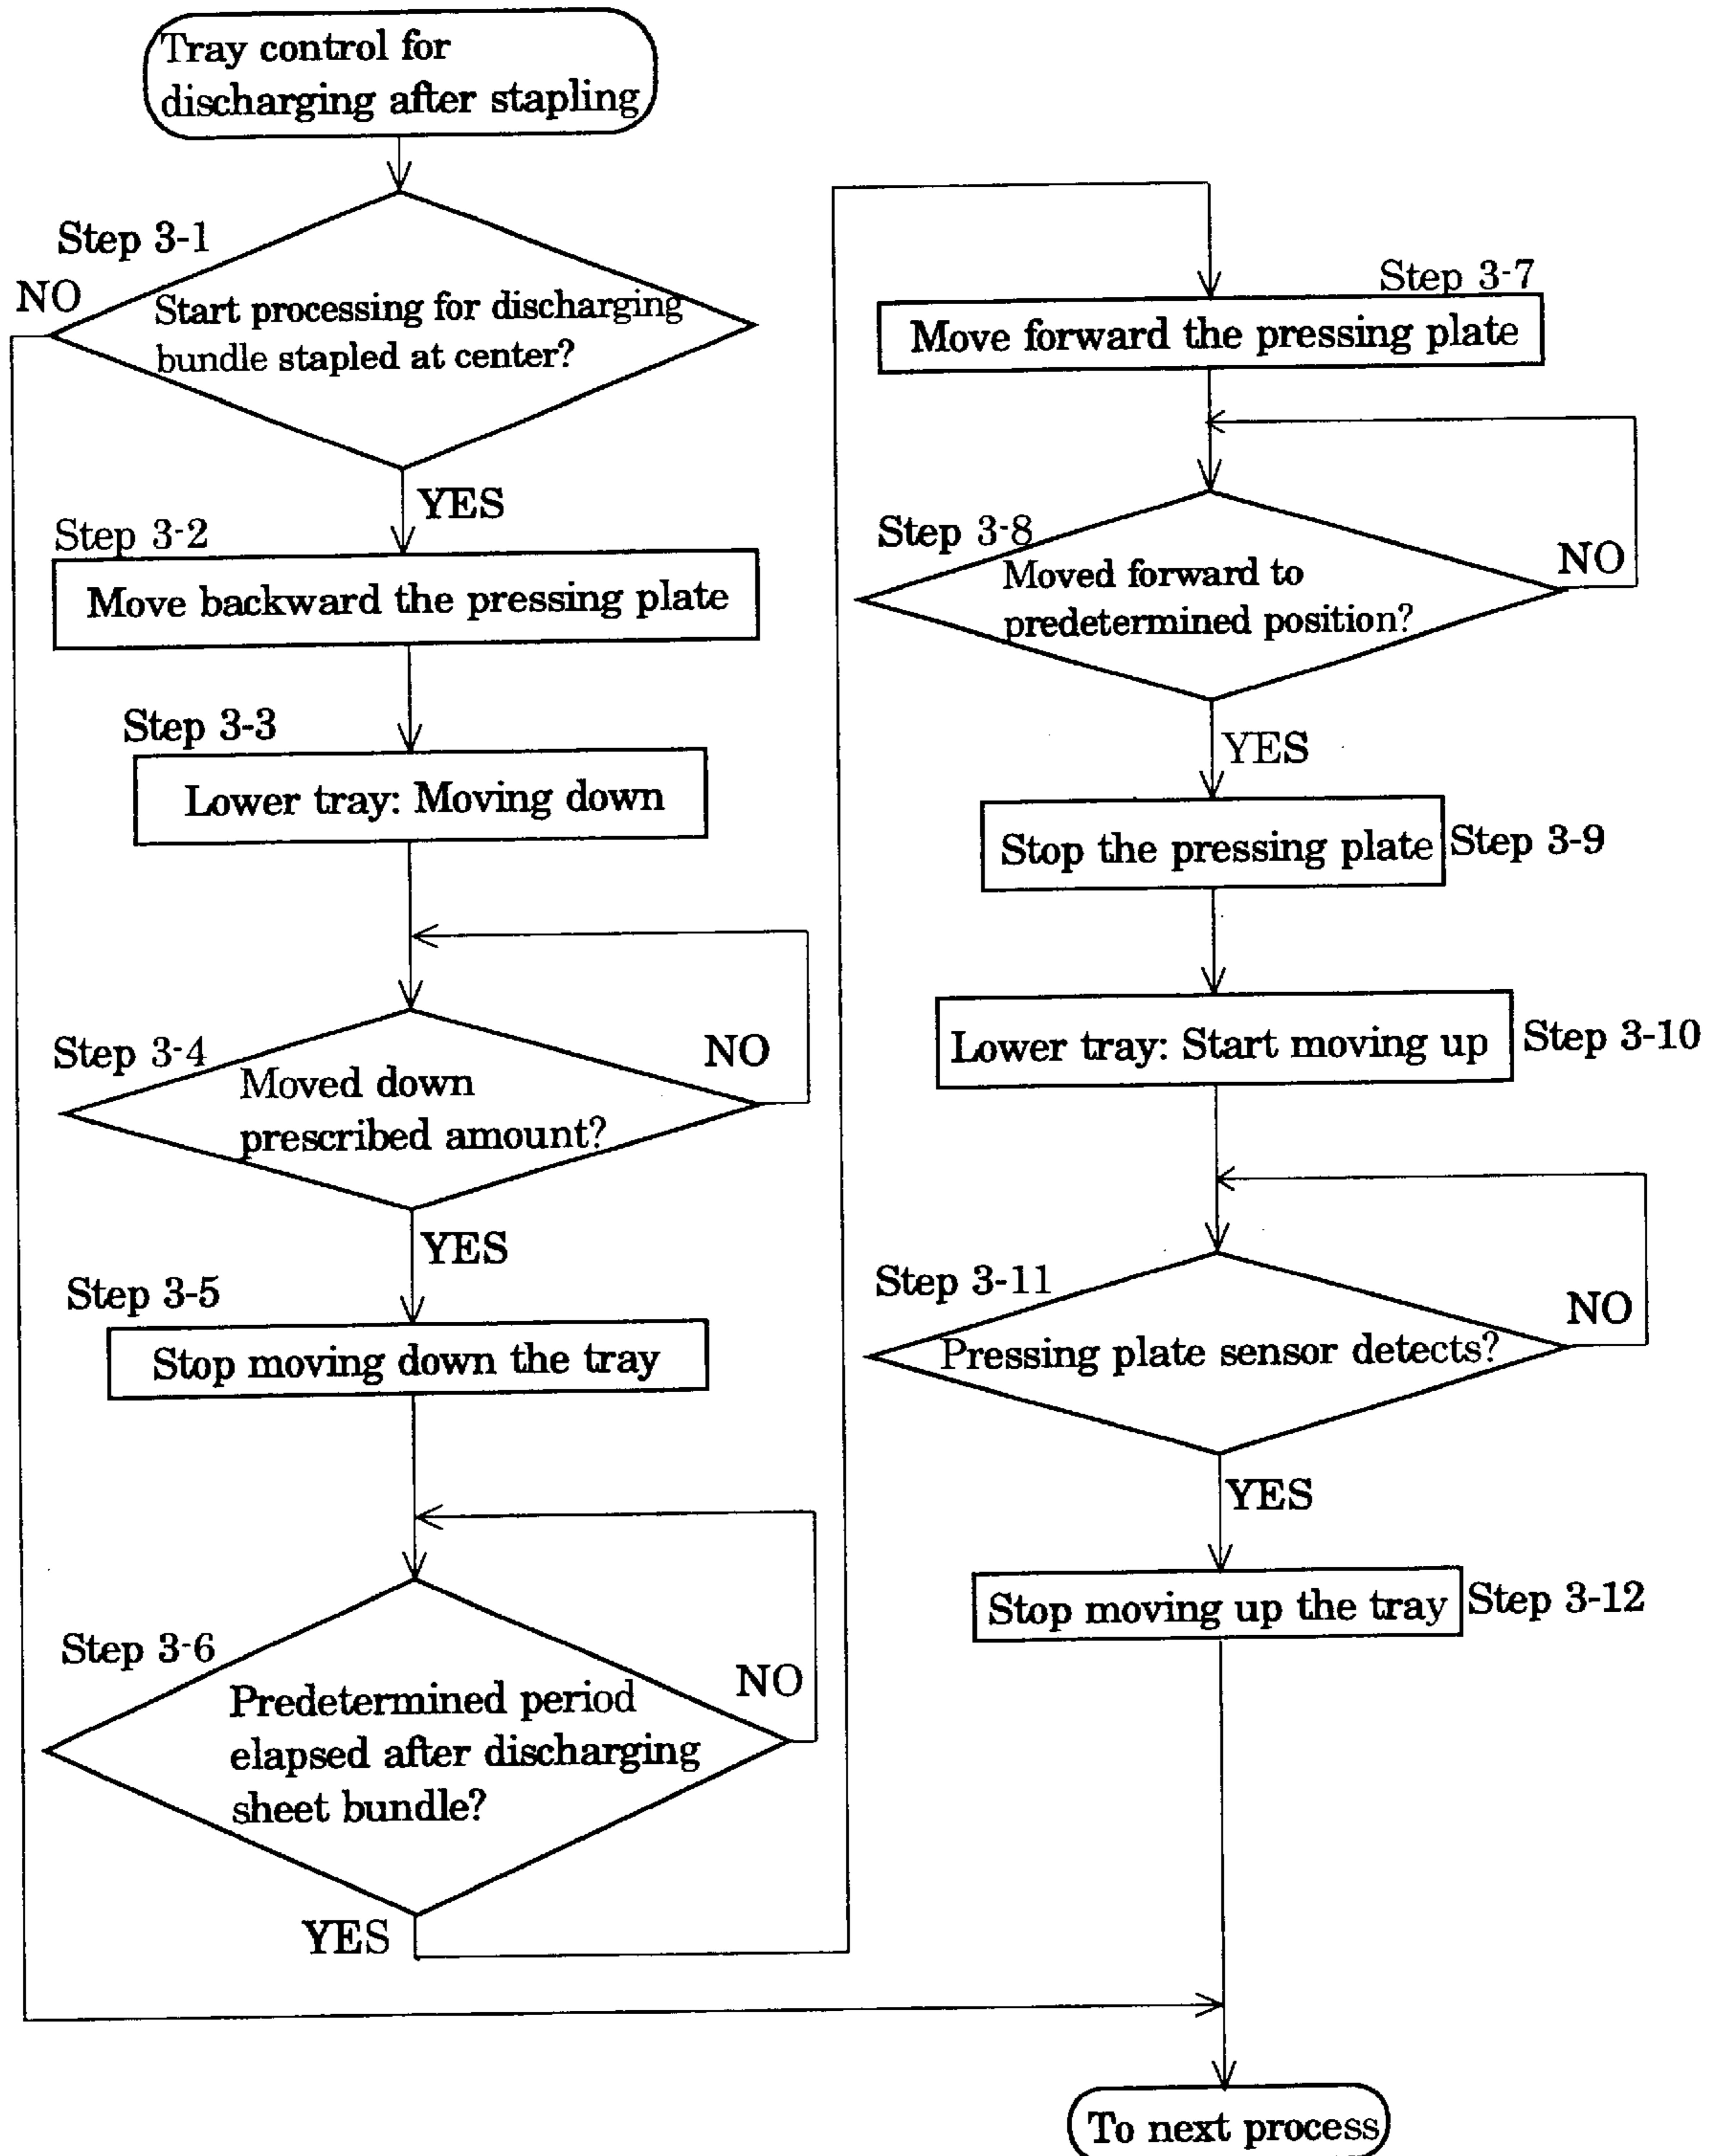 Tray control for
discharging after stapling
Step 3-1
NO
Start processing for discharging
bundle stapled at center?
YES
Step 3-2
Move backward the pressing plate
Step 3-3
Lower tray: Moving down
Step 3-4
NO
Moved down
prescribed amount?
YES
Step 3-5
Stop moving down the tray
Step 3-6
NO
Predetermined period
elapsed after discharging
sheet bundle?
YES
Step 3-7
Move forward the pressing plate
Step 3-8
NO
Moved forward to
predetermined position?
YES
Stop the pressing plate
Step 3-9
Lower tray: Start moving up
Step 3-10
Step 3-11
NO
Pressing plate sensor detects?
YES
Stop moving up the tray
Step 3-12
To next process